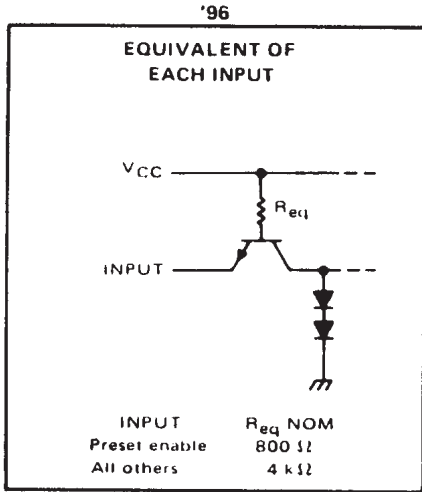 '96
EQUIVALENT OF
EACH INPUT
VCC
Req
INPUT
INPUT Req NOM
Preset enable 800 Ω
All others 4 kΩ